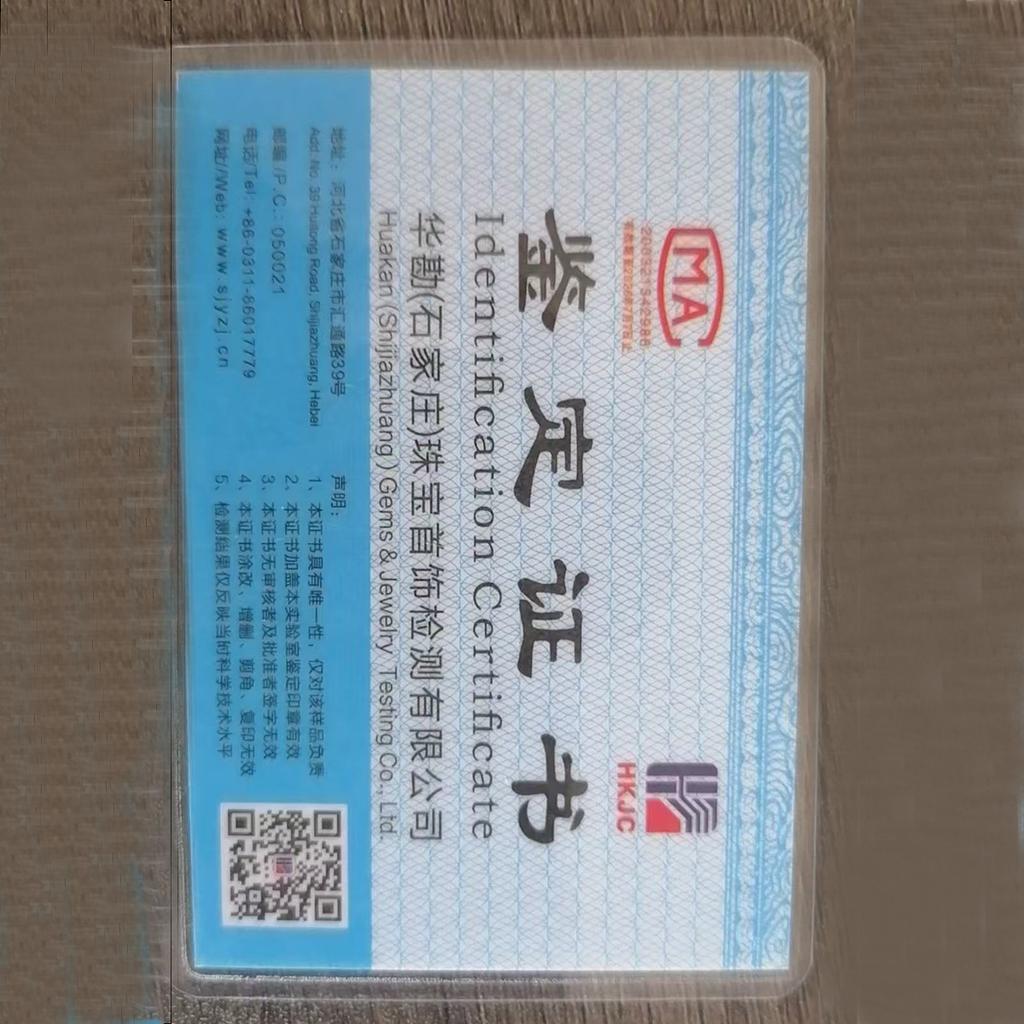 MA
200921942986
HKJC
鉴定证书
Identification Certificate
华勘(石家庄)珠宝首饰检测有限公司
Huakan (Shijiazhuang) Gems & Jewelry Testing Co., Ltd.
地址：河北省石家庄市汇通路39号
Add: No. 39 Huitong Road, Shijiazhuang, Hebei
邮编/P.C.:050021
电话/Tel:+86-0311-86017779
网址//Web: www.sjyzj.cn
声明：
1、本证书具有唯一性，仅对该样品负责
2、本证书加盖本实验室鉴定印章有效
3、本证书无审核者及批准者签字无效
4、本证书涂改、增删、剪角、复印无效
5、检测结果仅反映当时科学技术水平